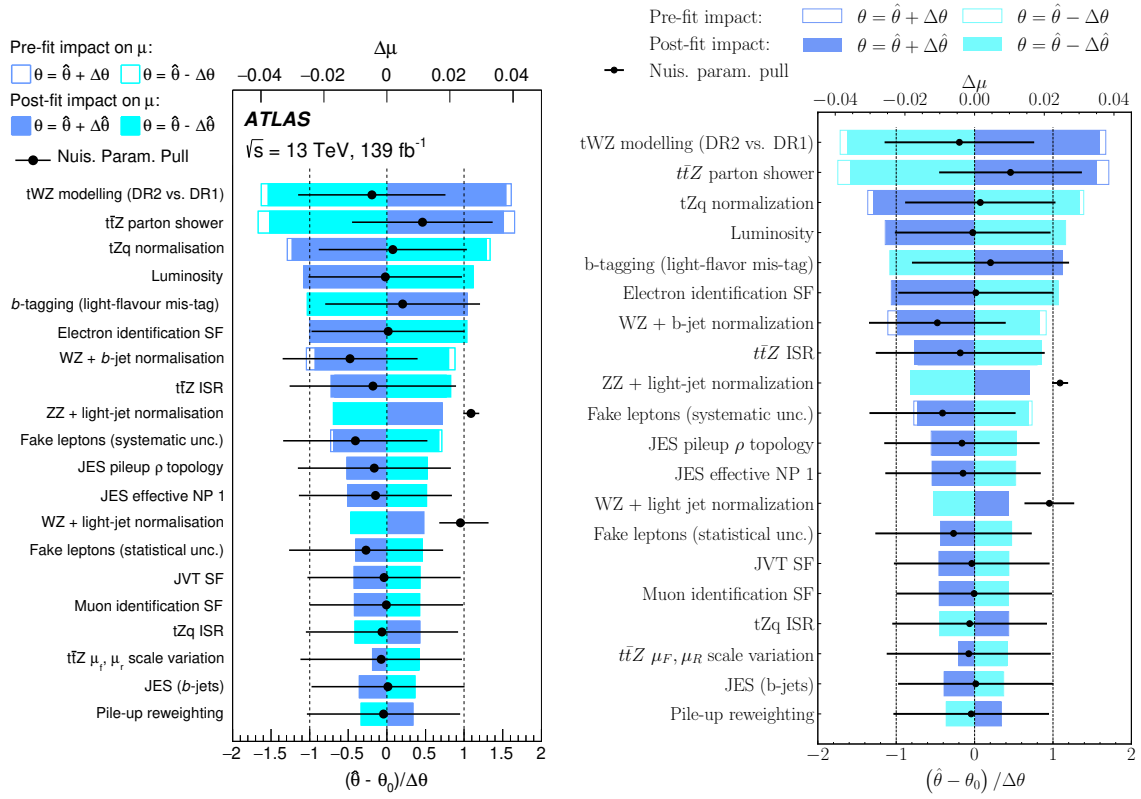 Pre-fit impact on μ:
θ = θ̂ + Δθ θ = θ̂ - Δθ
Post-fit impact on μ:
θ = θ̂ + Δθ̂ θ = θ̂ - Δθ̂
Nuis. Param. Pull
Δμ
−0.04 −0.02 0 0.02 0.04
ATLAS
√s = 13 TeV, 139 fb⁻¹
tWZ modelling (DR2 vs. DR1)
tt̄Z parton shower
tZq normalisation
Luminosity
b-tagging (light-flavour mis-tag)
Electron identification SF
WZ + b-jet normalisation
tt̄Z ISR
ZZ + light-jet normalisation
Fake leptons (systematic unc.)
JES pileup ρ topology
JES effective NP 1
WZ + light-jet normalisation
Fake leptons (statistical unc.)
JVT SF
Muon identification SF
tZq ISR
tt̄Z μf, μr scale variation
JES (b-jets)
Pile-up reweighting
−2 −1.5 −1 −0.5 0 0.5 1 1.5 2
(θ̂ - θ₀)/Δθ
Pre-fit impact: θ = θ̂ + Δθ θ = θ̂ − Δθ
Post-fit impact: θ = θ̂ + Δθ̂ θ = θ̂ − Δθ̂
Nuis. param. pull
Δμ
−0.04 −0.02 0.00 0.02 0.04
tWZ modelling (DR2 vs. DR1)
tt̄Z parton shower
tZq normalization
Luminosity
b-tagging (light-flavor mis-tag)
Electron identification SF
WZ + b-jet normalization
tt̄Z ISR
ZZ + light-jet normalization
Fake leptons (systematic unc.)
JES pileup ρ topology
JES effective NP 1
WZ + light jet normalization
Fake leptons (statistical unc.)
JVT SF
Muon identification SF
tZq ISR
tt̄Z μF, μR scale variation
JES (b-jets)
Pile-up reweighting
−2 −1 0 1 2
(θ̂ − θ₀) /Δθ